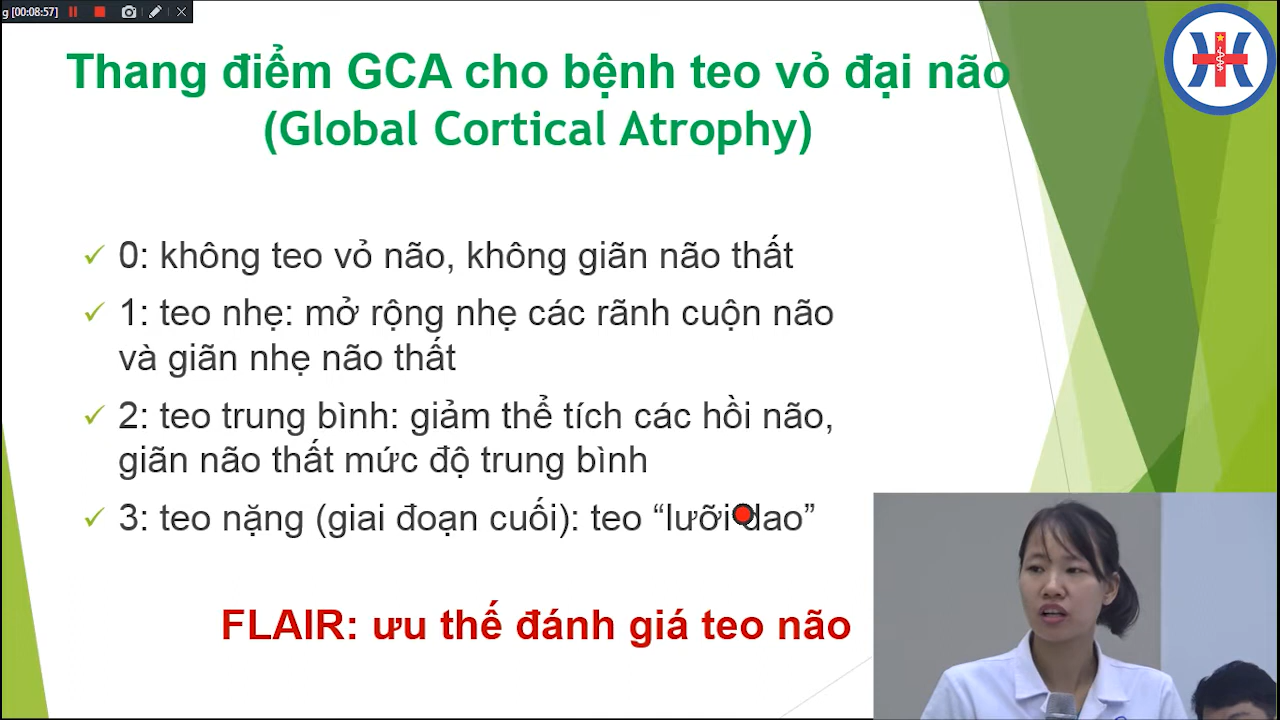 g [00:08:57]
Thang điểm GCA cho bệnh teo vỏ đại não
(Global Cortical Atrophy)
0: không teo vỏ não, không giãn não thất
1: teo nhẹ: mở rộng nhẹ các rãnh cuộn não
và giãn nhẹ não thất
2: teo trung bình: giảm thể tích các hồi não,
giãn não thất mức độ trung bình
3: teo nặng (giai đoạn cuối): teo “lưỡi dao”
FLAIR: ưu thế đánh giá teo não